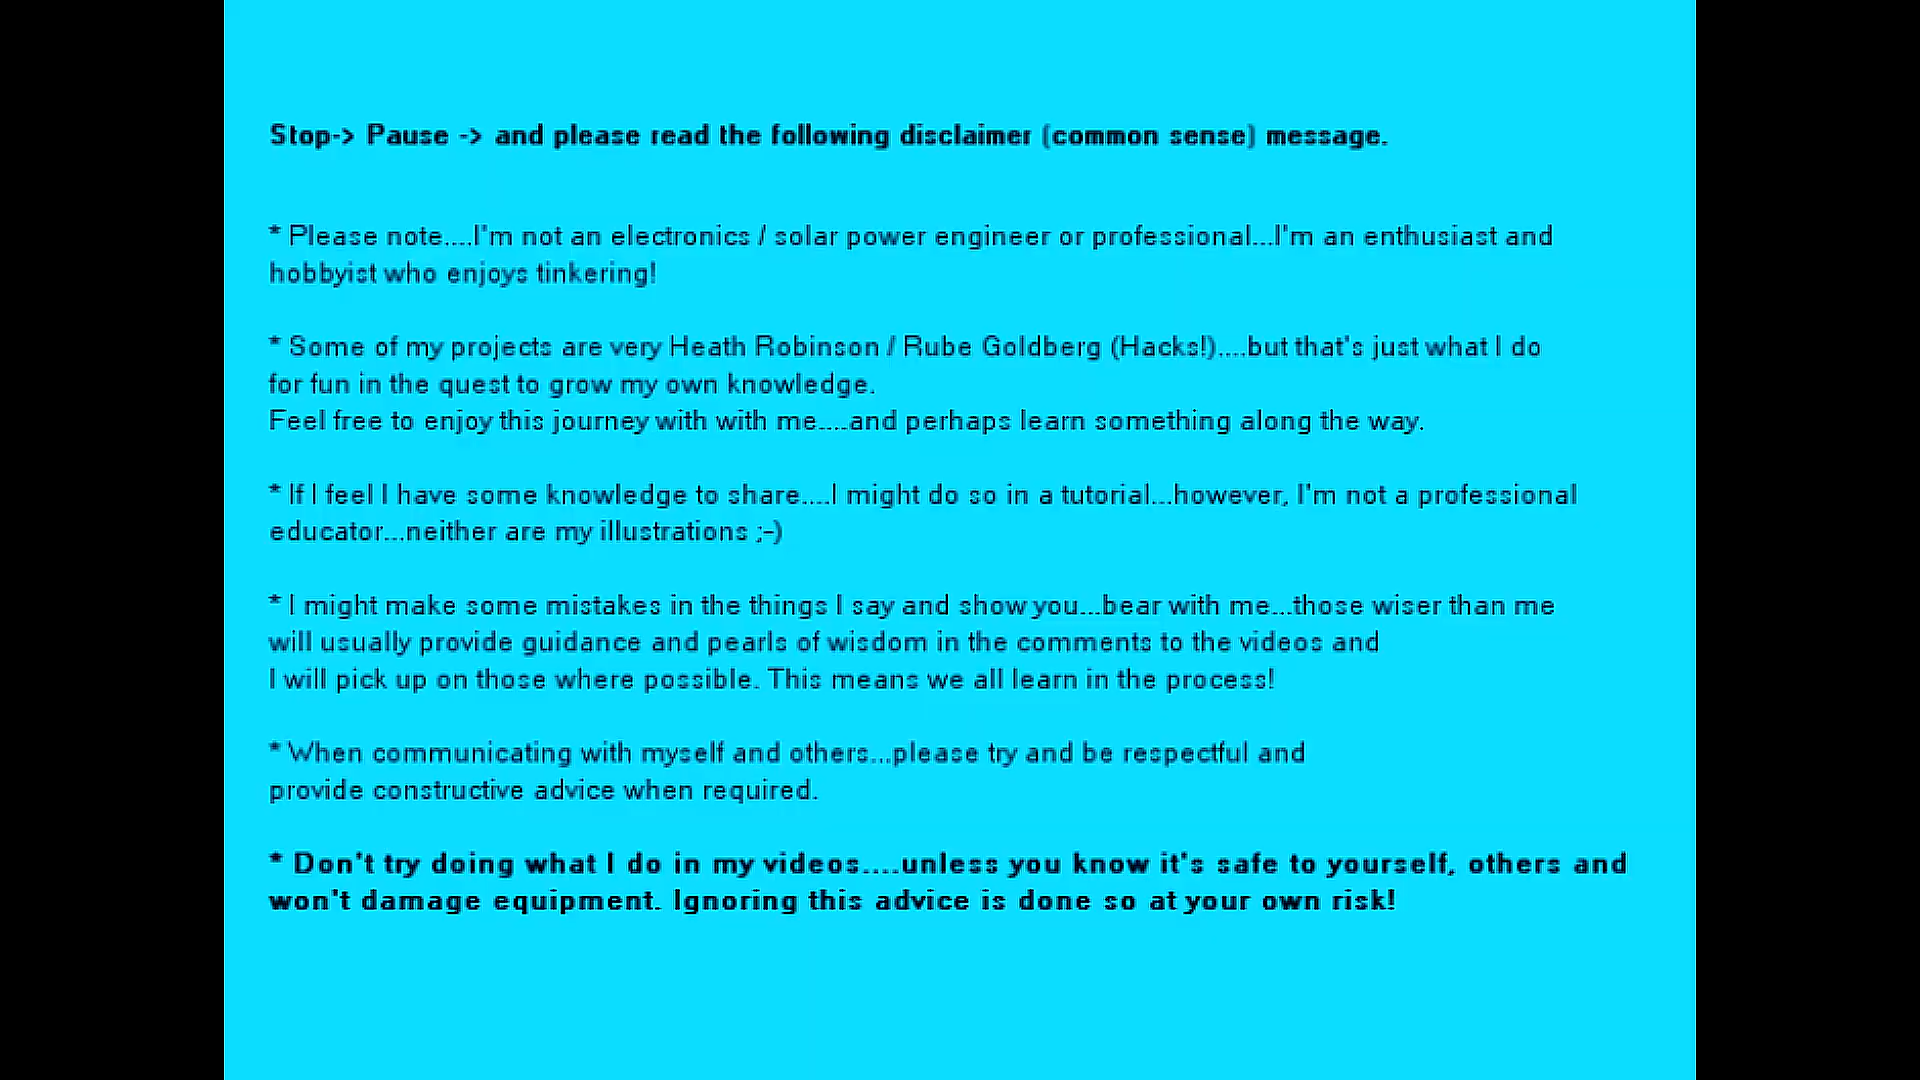 Stop-> Pause -> and please read the following disclaimer (common sense) message.
* Please note....I'm not an electronics / solar power engineer or professional...I'm an enthusiast and
hobbyist who enjoys tinkering!
* Some of my projects are very Heath Robinson / Rube Goldberg (Hacks!)....but that's just what I do
for fun in the quest to grow my own knowledge.
Feel free to enjoy this journey with with me....and perhaps learn something along the way.
* If I feel I have some knowledge to share....I might do so in a tutorial...however, I'm not a professional
educator...neither are my illustrations ;-)
* I might make some mistakes in the things I say and show you...bear with me...those wiser than me
will usually provide guidance and pearls of wisdom in the comments to the videos and
I will pick up on those where possible. This means we all learn in the process!
* When communicating with myself and others...please try and be respectful and
provide constructive advice when required.
* Don't try doing what I do in my videos....unless you know it's safe to yourself, others and
won't damage equipment. Ignoring this advice is done so at your own risk!